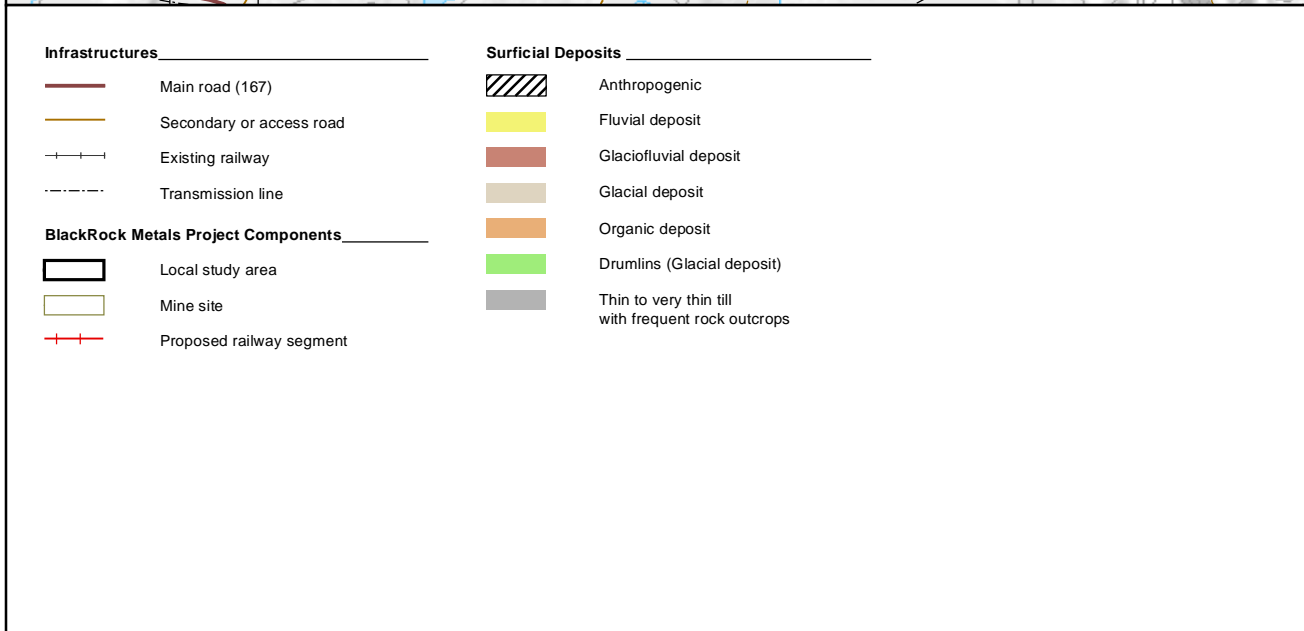 Infrastructures
Main road (167)
Secondary or access road
Existing railway
Transmission line
BlackRock Metals Project Components
Local study area
Mine site
Proposed railway segment
Surficial Deposits
Anthropogenic
Fluvial deposit
Glaciofluvial deposit
Glacial deposit
Organic deposit
Drumlins (Glacial deposit)
Thin to very thin till
with frequent rock outcrops